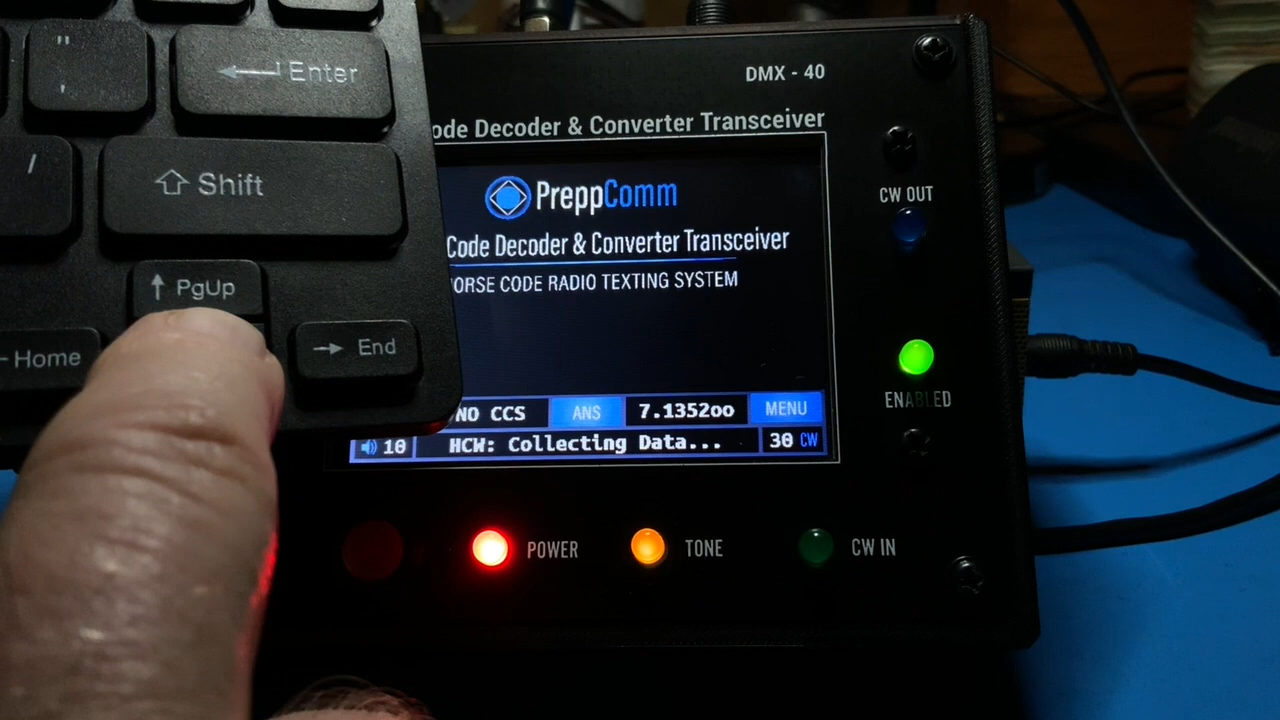 "
'
Enter
/
Shift
PgUp
Home
End
DMX - 40
ode Decoder & Converter Transceiver
PreppComm
Code Decoder & Converter Transceiver
ORSE CODE RADIO TEXTING SYSTEM
NO CCS ANS 7.1352oo MENU
10 HCW: Collecting Data... 30 CW
CW OUT
ENABLED
POWER TONE CW IN